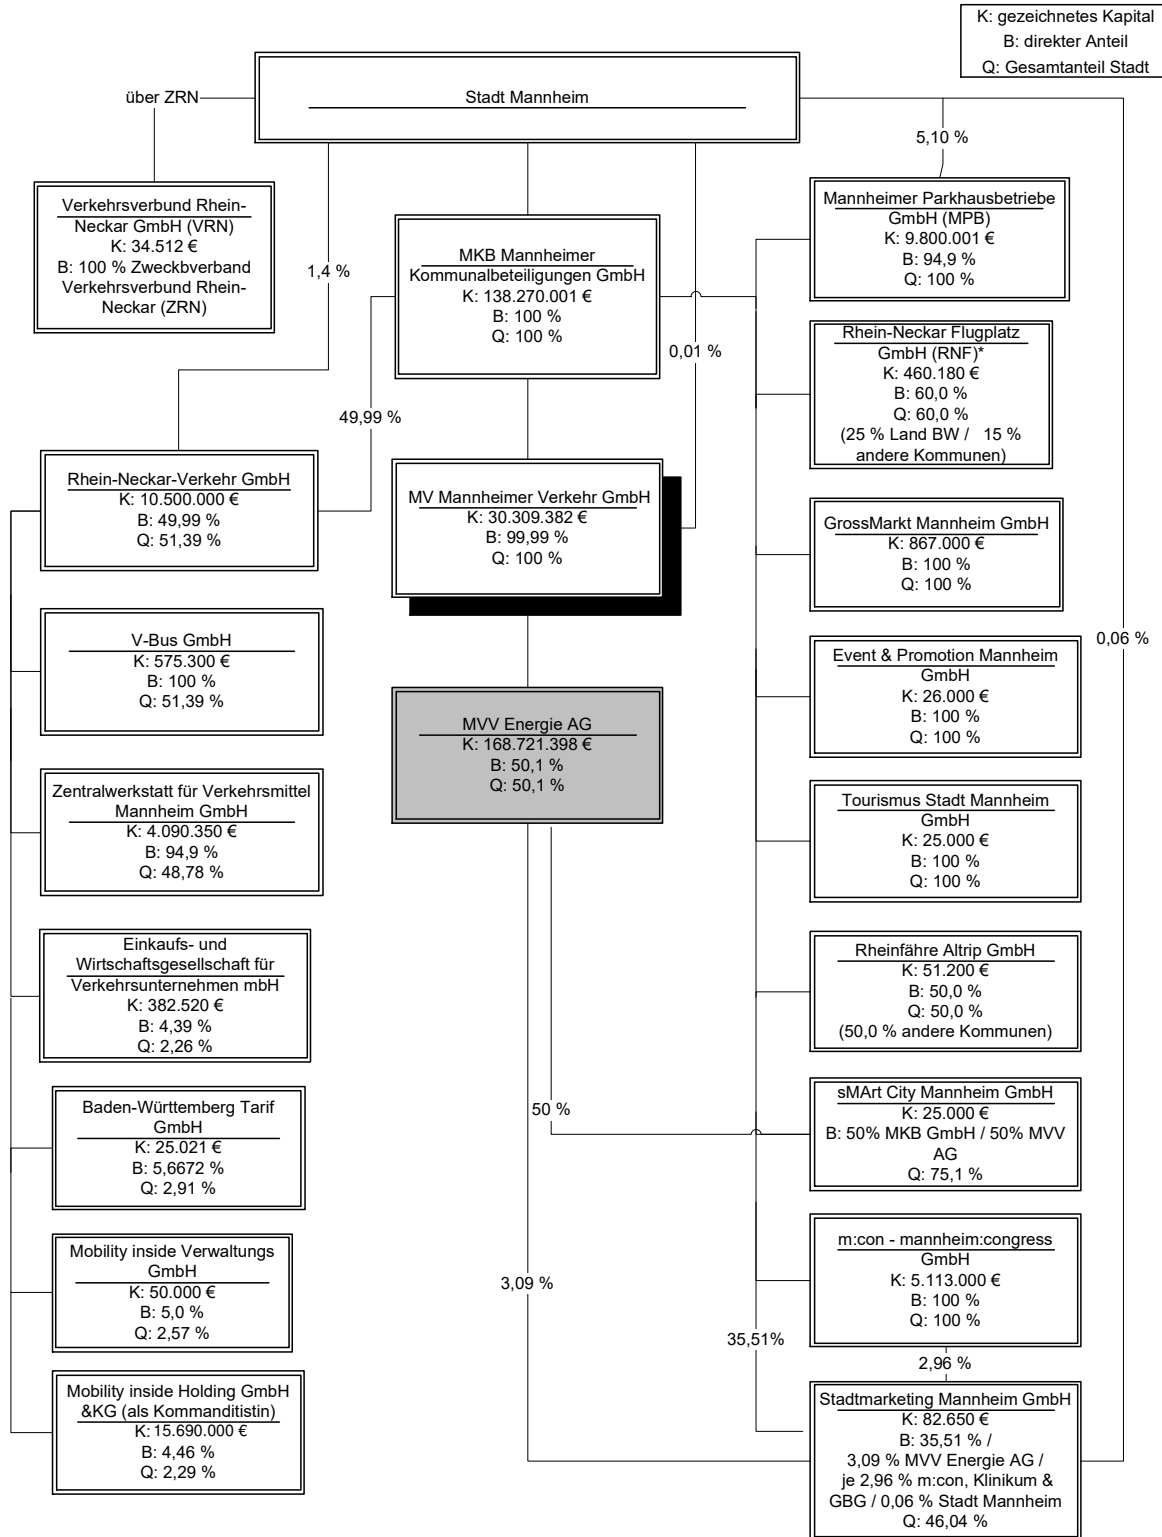 K: gezeichnetes Kapital
B: direkter Anteil
Q: Gesamtanteil Stadt
über ZRN
Stadt Mannheim
5,10 %
Verkehrsverbund Rhein-
Neckar GmbH (VRN)
K: 34.512 €
B: 100 % Zweckbverband
Verkehrsverbund Rhein-
Neckar (ZRN)
1,4 %
MKB Mannheimer
Kommunalbeteiligungen GmbH
K: 138.270.001 €
B: 100 %
Q: 100 %
0,01 %
49,99 %
Mannheimer Parkhausbetriebe
GmbH (MPB)
K: 9.800.001 €
B: 94,9 %
Q: 100 %
Rhein-Neckar Flugplatz
GmbH (RNF)*
K: 460.180 €
B: 60,0 %
Q: 60,0 %
(25 % Land BW / 15 %
andere Kommunen)
Rhein-Neckar-Verkehr GmbH
K: 10.500.000 €
B: 49,99 %
Q: 51,39 %
MV Mannheimer Verkehr GmbH
K: 30.309.382 €
B: 99,99 %
Q: 100 %
GrossMarkt Mannheim GmbH
K: 867.000 €
B: 100 %
Q: 100 %
0,06 %
V-Bus GmbH
K: 575.300 €
B: 100 %
Q: 51,39 %
MVV Energie AG
K: 168.721.398 €
B: 50,1 %
Q: 50,1 %
Event & Promotion Mannheim
GmbH
K: 26.000 €
B: 100 %
Q: 100 %
Zentralwerkstatt für Verkehrsmittel
Mannheim GmbH
K: 4.090.350 €
B: 94,9 %
Q: 48,78 %
Tourismus Stadt Mannheim
GmbH
K: 25.000 €
B: 100 %
Q: 100 %
Einkaufs- und
Wirtschaftsgesellschaft für
Verkehrsunternehmen mbH
K: 382.520 €
B: 4,39 %
Q: 2,26 %
Rheinfähre Altrip GmbH
K: 51.200 €
B: 50,0 %
Q: 50,0 %
(50,0 % andere Kommunen)
Baden-Württemberg Tarif
GmbH
K: 25.021 €
B: 5,6672 %
Q: 2,91 %
50 %
sMArt City Mannheim GmbH
K: 25.000 €
B: 50% MKB GmbH / 50% MVV
AG
Q: 75,1 %
Mobility inside Verwaltungs
GmbH
K: 50.000 €
B: 5,0 %
Q: 2,57 %
3,09 %
m:con - mannheim:congress
GmbH
K: 5.113.000 €
B: 100 %
Q: 100 %
35,51%
2,96 %
Mobility inside Holding GmbH
&KG (als Kommanditistin)
K: 15.690.000 €
B: 4,46 %
Q: 2,29 %
Stadtmarketing Mannheim GmbH
K: 82.650 €
B: 35,51 % /
3,09 % MVV Energie AG /
je 2,96 % m:con, Klinikum &
GBG / 0,06 % Stadt Mannheim
Q: 46,04 %